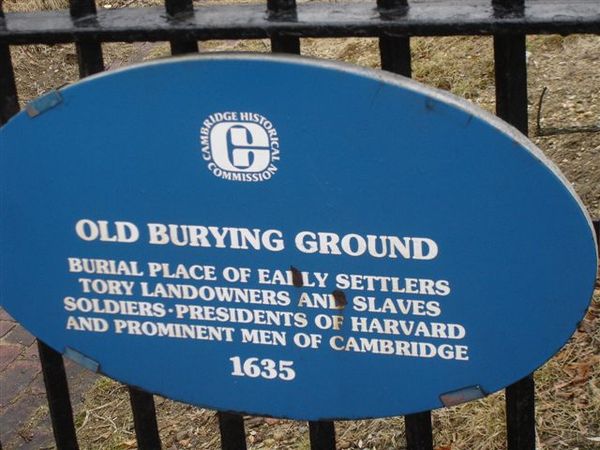 CAMBRIDGE HISTORICAL
COMMISSION
OLD BURYING GROUND
BURIAL PLACE OF EARLY SETTLERS
TORY LANDOWNERS AND SLAVES
SOLDIERS·PRESIDENTS OF HARVARD
AND PROMINENT MEN OF CAMBRIDGE
1635